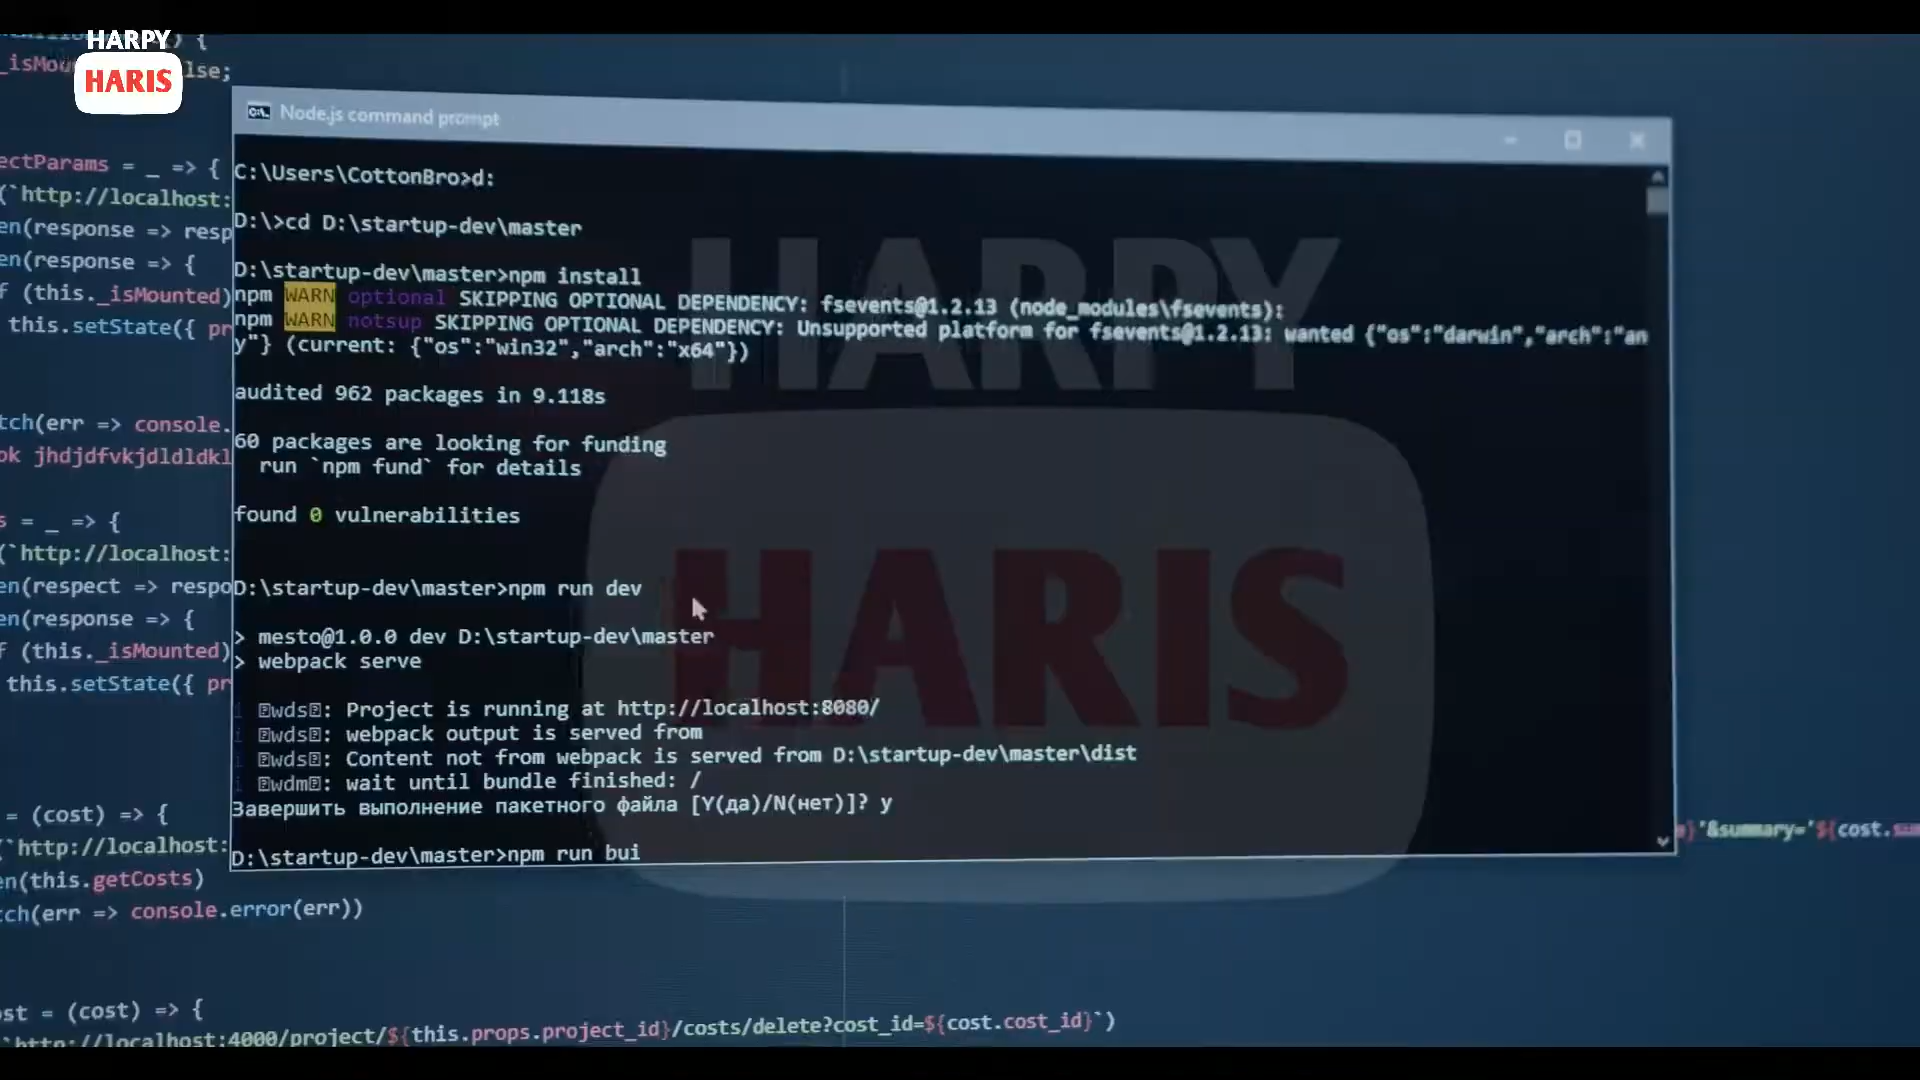 HARPY
HARIS
) {
_isMou
lse;
ectParams = _ => {
(`http://localhost:
en(response => resp
en(response => {
f (this._isMounted)
this.setState({ pr
tch(err => console.
ok jhdjdfvkjdldldkl
s = _ => {
(`http://localhost:
en(respect => respo
en(response => {
f (this._isMounted)
this.setState({ pr
= (cost) => {
(`http://localhost:
en(this.getCosts)
tch(err => console.error(err))
ost = (cost) => {
`http://localhost:4000/project/${this.props.project_id}/costs/delete?cost_id=${cost.cost_id}`)
}'&summary='${cost.sum
Node.js command prompt
C:\Users\CottonBro>d:
D:\>cd D:\startup-dev\master
D:\startup-dev\master>npm install
npm WARN optional SKIPPING OPTIONAL DEPENDENCY: fsevents@1.2.13 (node_modules\fsevents):
npm WARN notsup SKIPPING OPTIONAL DEPENDENCY: Unsupported platform for fsevents@1.2.13: wanted {"os":"darwin","arch":"an
y"} (current: {"os":"win32","arch":"x64"})
audited 962 packages in 9.118s
60 packages are looking for funding
run `npm fund` for details
found 0 vulnerabilities
D:\startup-dev\master>npm run dev
> mesto@1.0.0 dev D:\startup-dev\master
> webpack serve
i wds: Project is running at http://localhost:8080/
i wds: webpack output is served from
i wds: Content not from webpack is served from D:\startup-dev\master\dist
i wdm: wait until bundle finished: /
Завершить выполнение пакетного файла [Y(да)/N(нет)]? y
D:\startup-dev\master>npm run bui
HARPY
HARIS